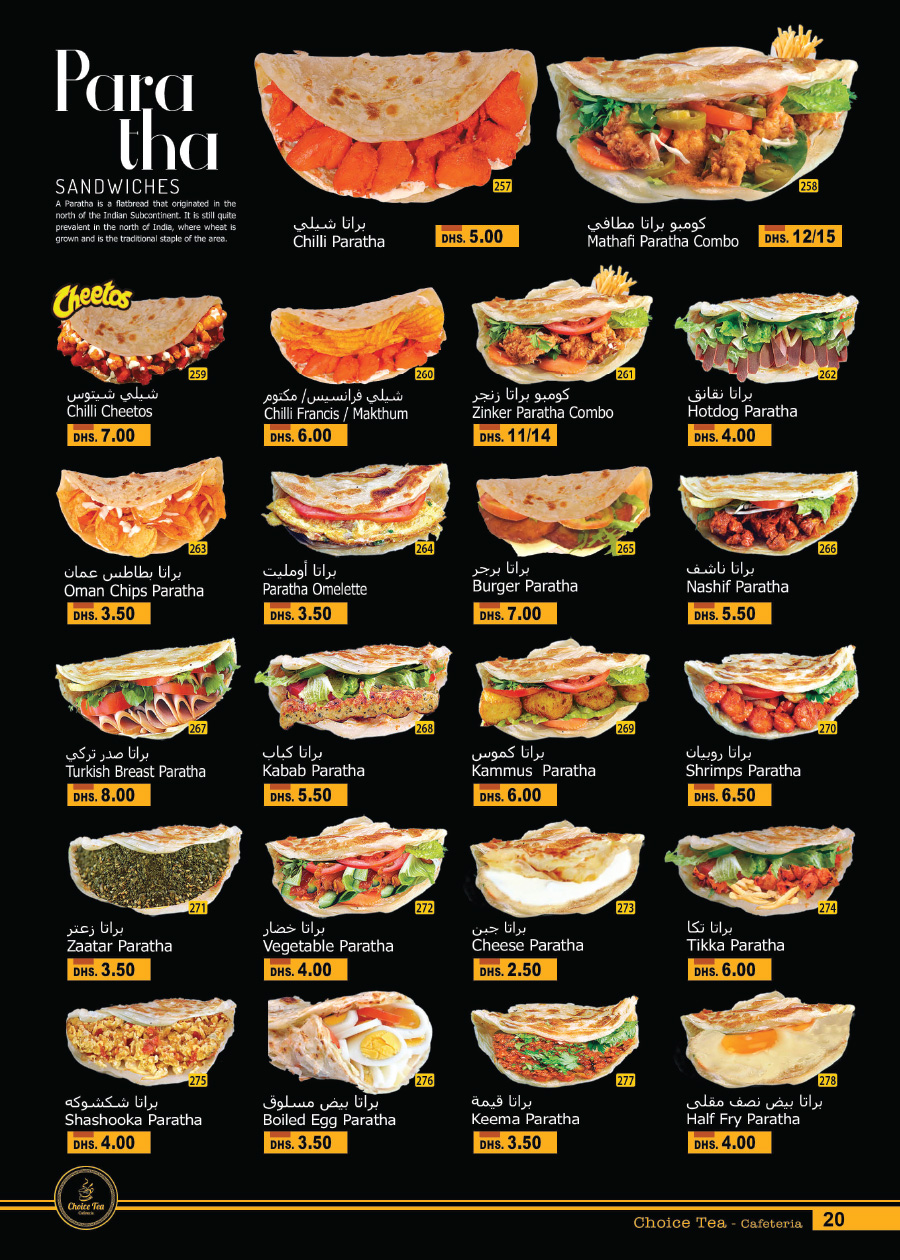 Para
tha
SANDWICHES
A Paratha is a flatbread that originated in the
north of the Indian Subcontinent. It is still quite
prevalent in the north of India, where wheat is
grown and is the traditional staple of the area.
257
براتا شيلي
Chilli Paratha
DHS. 5.00
258
كومبو براتا مطافي
Mathafi Paratha Combo
DHS. 12/15
Cheetos
259
شيلي شيتوس
Chilli Cheetos
DHS. 7.00
260
شيلي فرانسيس/ مكتوم
Chilli Francis / Makthum
DHS. 6.00
261
كومبو براتا زنجر
Zinker Paratha Combo
DHS. 11/14
262
براتا نقانق
Hotdog Paratha
DHS. 4.00
263
براتا بطاطس عمان
Oman Chips Paratha
DHS. 3.50
264
براتا أومليت
Paratha Omelette
DHS. 3.50
265
براتا برجر
Burger Paratha
DHS. 7.00
266
براتا ناشف
Nashif Paratha
DHS. 5.50
267
براتا صدر تركي
Turkish Breast Paratha
DHS. 8.00
268
براتا كباب
Kabab Paratha
DHS. 5.50
269
براتا كموس
Kammus Paratha
DHS. 6.00
270
براتا روبيان
Shrimps Paratha
DHS. 6.50
271
براتا زعتر
Zaatar Paratha
DHS. 3.50
272
براتا خضار
Vegetable Paratha
DHS. 4.00
273
براتا جبن
Cheese Paratha
DHS. 2.50
274
براتا تكا
Tikka Paratha
DHS. 6.00
275
براتا شكشوكه
Shashooka Paratha
DHS. 4.00
276
براتا بيض مسلوق
Boiled Egg Paratha
DHS. 3.50
277
براتا قيمة
Keema Paratha
DHS. 3.50
278
براتا بيض نصف مقلى
Half Fry Paratha
DHS. 4.00
Choice Tea
Choice Tea - Cafeteria
20